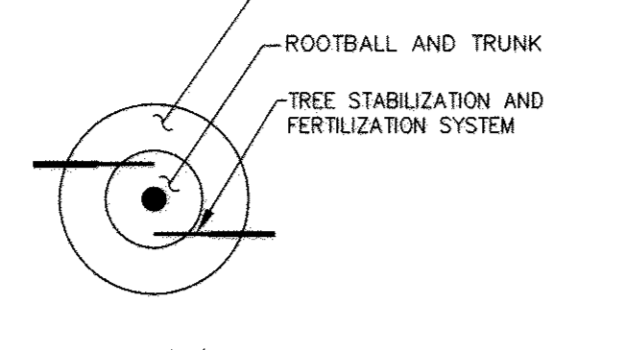 ROOTBALL AND TRUNK
TREE STABILIZATION AND
FERTILIZATION SYSTEM